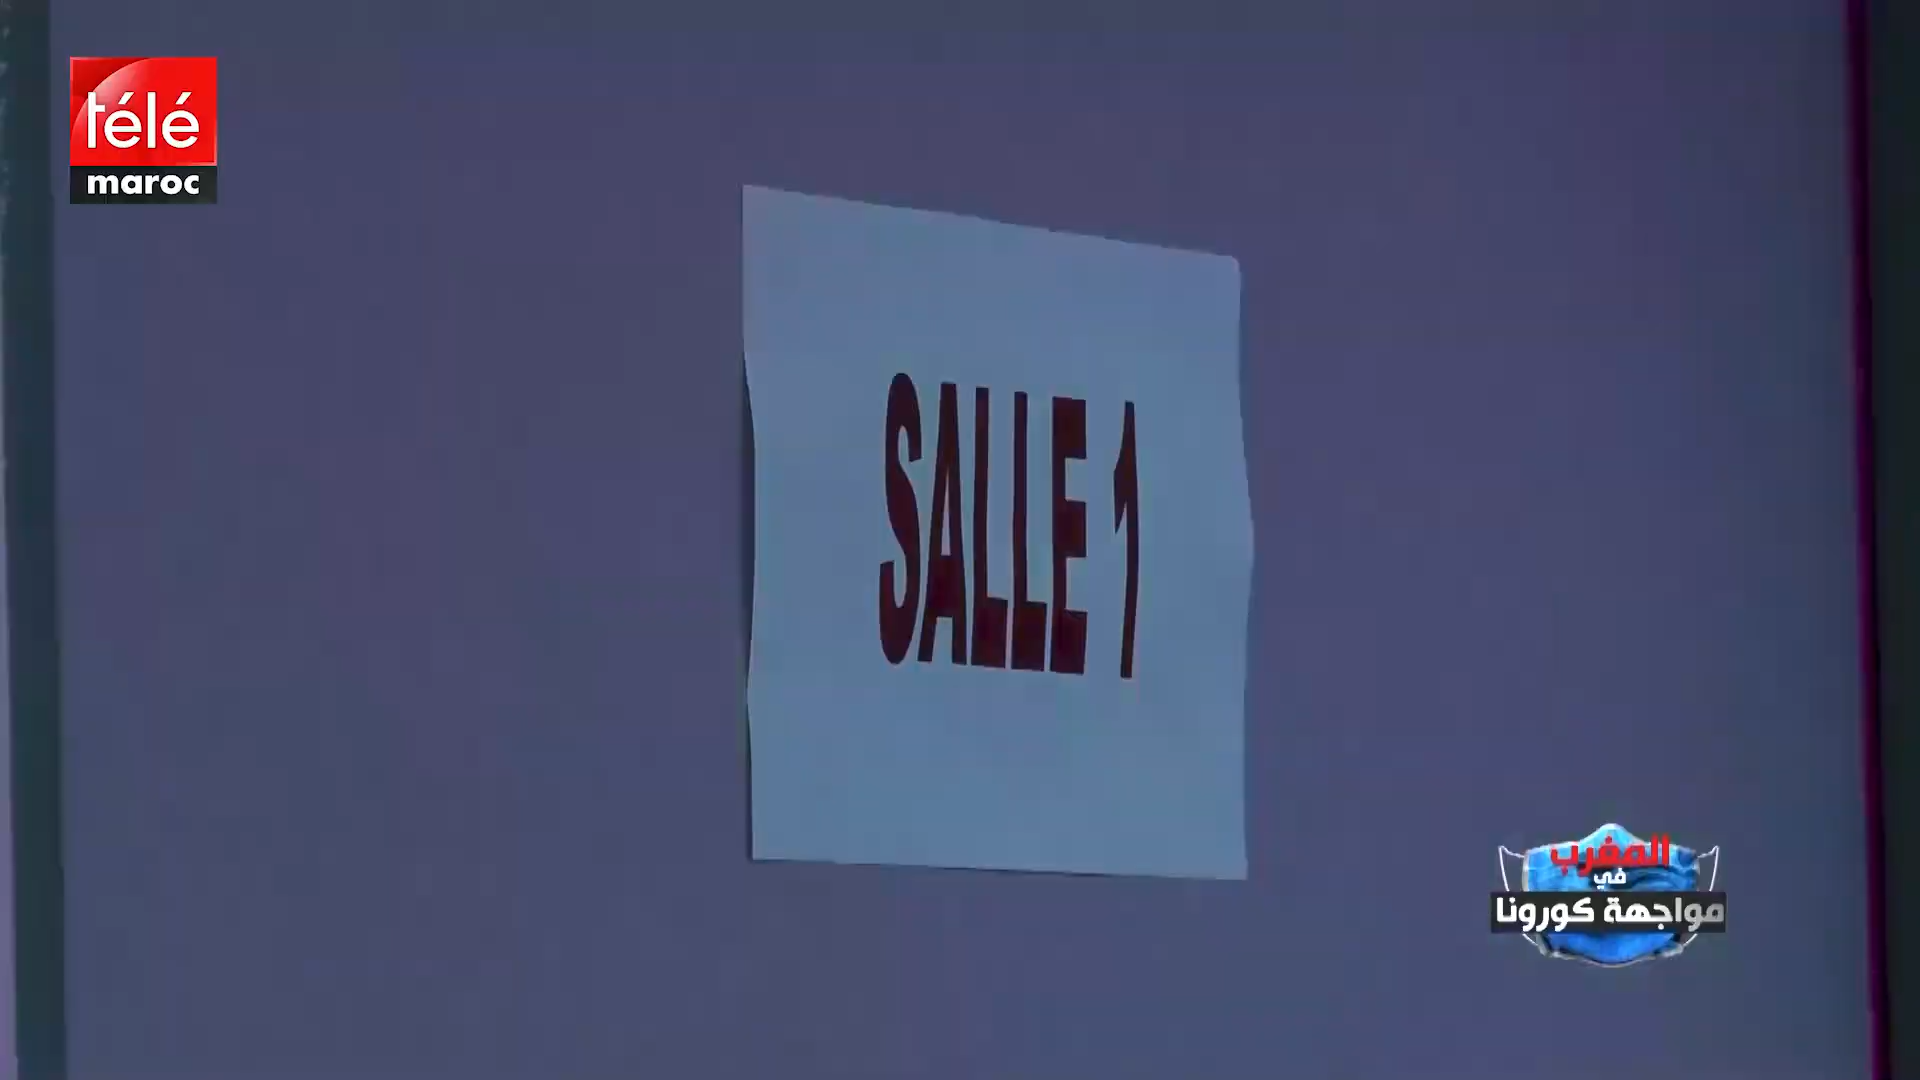 télé
maroc
SALLE 1
المغرب
في
مواجهة كورونا